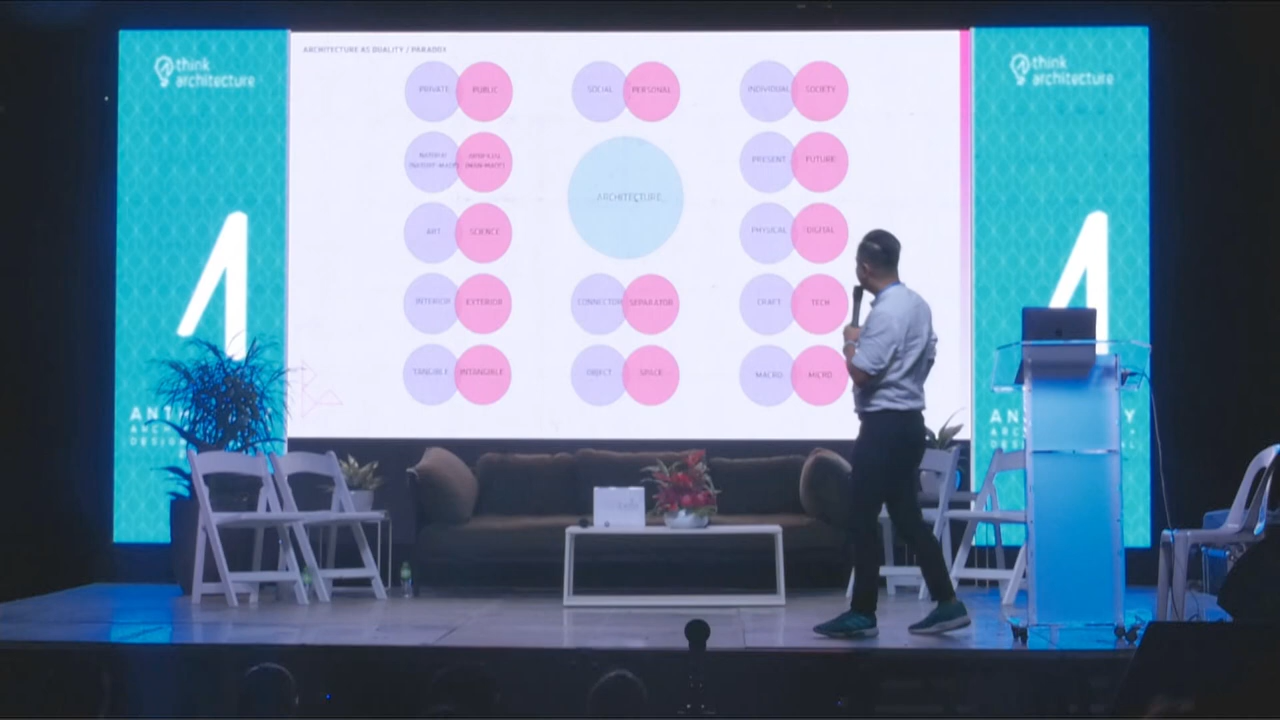 think
architecture
ARCHITECTURE AS DUALITY / PARADOX
think
architecture
PRIVATE PUBLIC
SOCIAL PERSONAL
INDIVIDUAL SOCIETY
NATURAL
PRESENT FUTURE
ARCHITECTURE
ART SCIENCE
PHYSICAL DIGITAL
INTERIOR EXTERIOR
CONNECTOR SEPARATOR
CRAFT TECH
TANGIBLE INTANGIBLE
OBJECT SPACE
MACRO MICRO